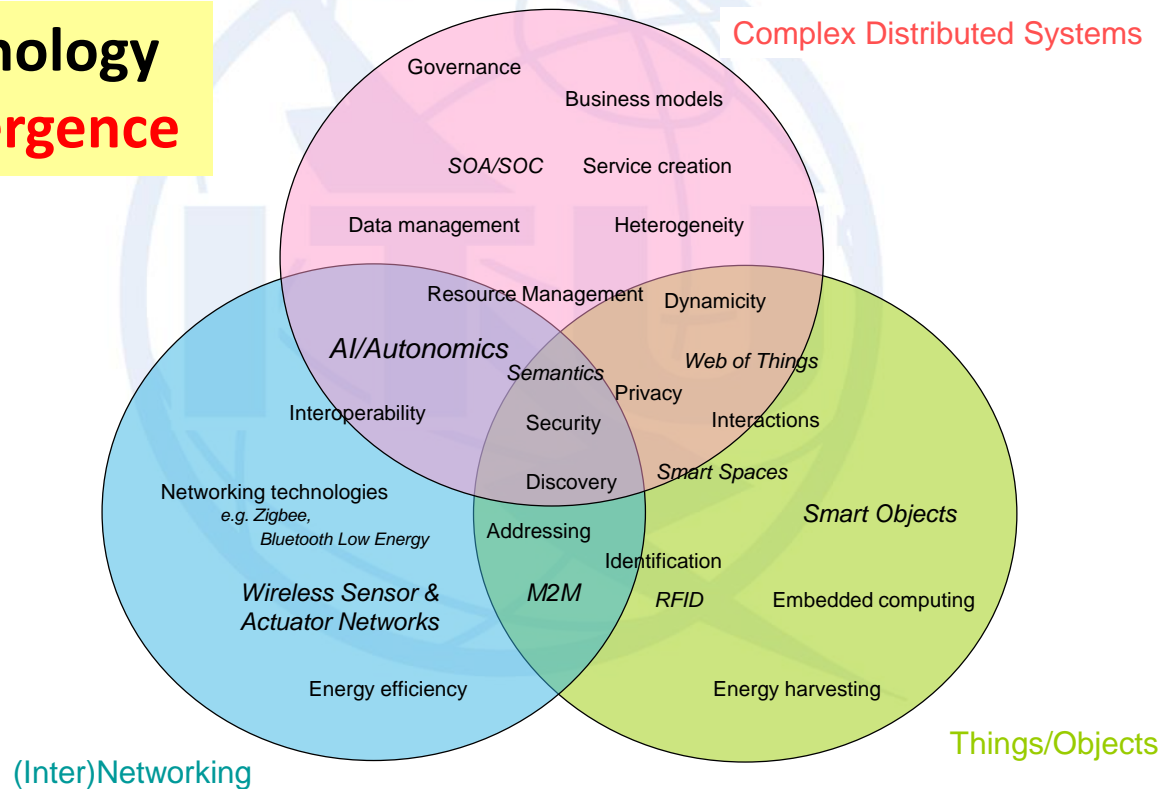 nology
ergence
Complex Distributed Systems
Governance
Business models
SOA/SOC
Service creation
Data management
Heterogeneity
Resource Management
Dynamicity
AI/Autonomics
Semantics
Web of Things
Privacy
Interoperability
Security
Interactions
Discovery
Smart Spaces
Networking technologies
e.g. Zigbee,
Bluetooth Low Energy
Addressing
Smart Objects
Identification
Wireless Sensor &
Actuator Networks
M2M
RFID
Embedded computing
Energy efficiency
Energy harvesting
Things/Objects
(Inter)Networking
ITU